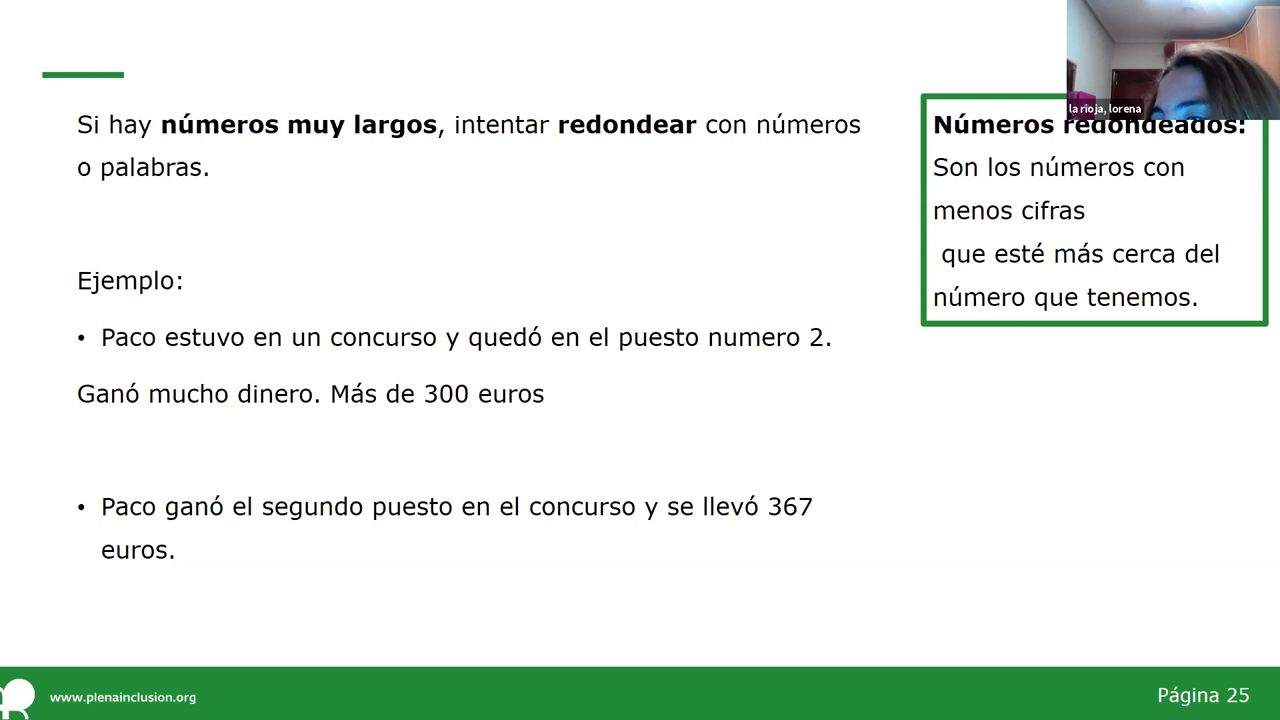 la rioja, lorena
Si hay números muy largos, intentar redondear con números
o palabras.
Números redondeados:
Son los números con
menos cifras
que esté más cerca del
número que tenemos.
Ejemplo:
• Paco estuvo en un concurso y quedó en el puesto numero 2.
Ganó mucho dinero. Más de 300 euros
• Paco ganó el segundo puesto en el concurso y se llevó 367
euros.
www.plenainclusion.org
Página 25